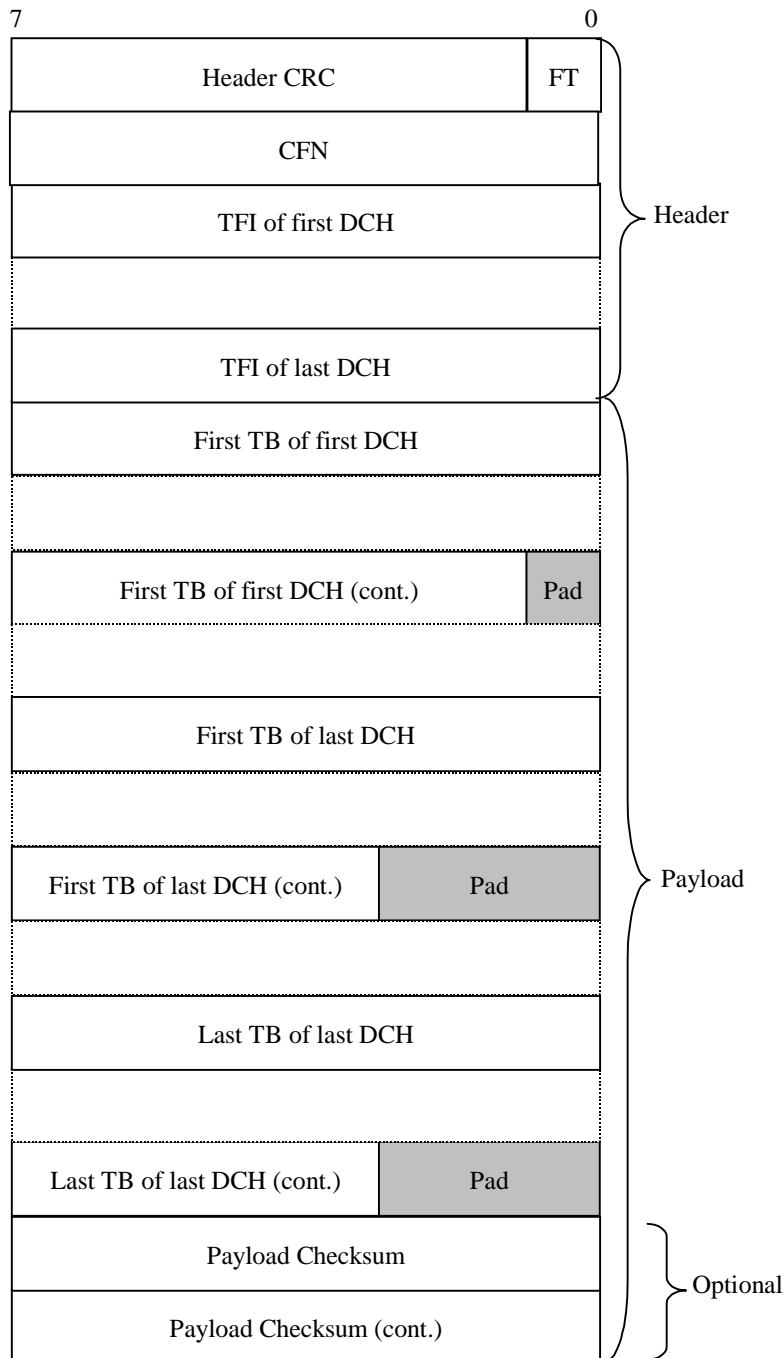 7 0
Header CRC FT
CFN
TFI of first DCH
Header
TFI of last DCH
First TB of first DCH
First TB of first DCH (cont.) Pad
First TB of last DCH
First TB of last DCH (cont.) Pad
Payload
Last TB of last DCH
Last TB of last DCH (cont.) Pad
Payload Checksum
Optional
Payload Checksum (cont.)